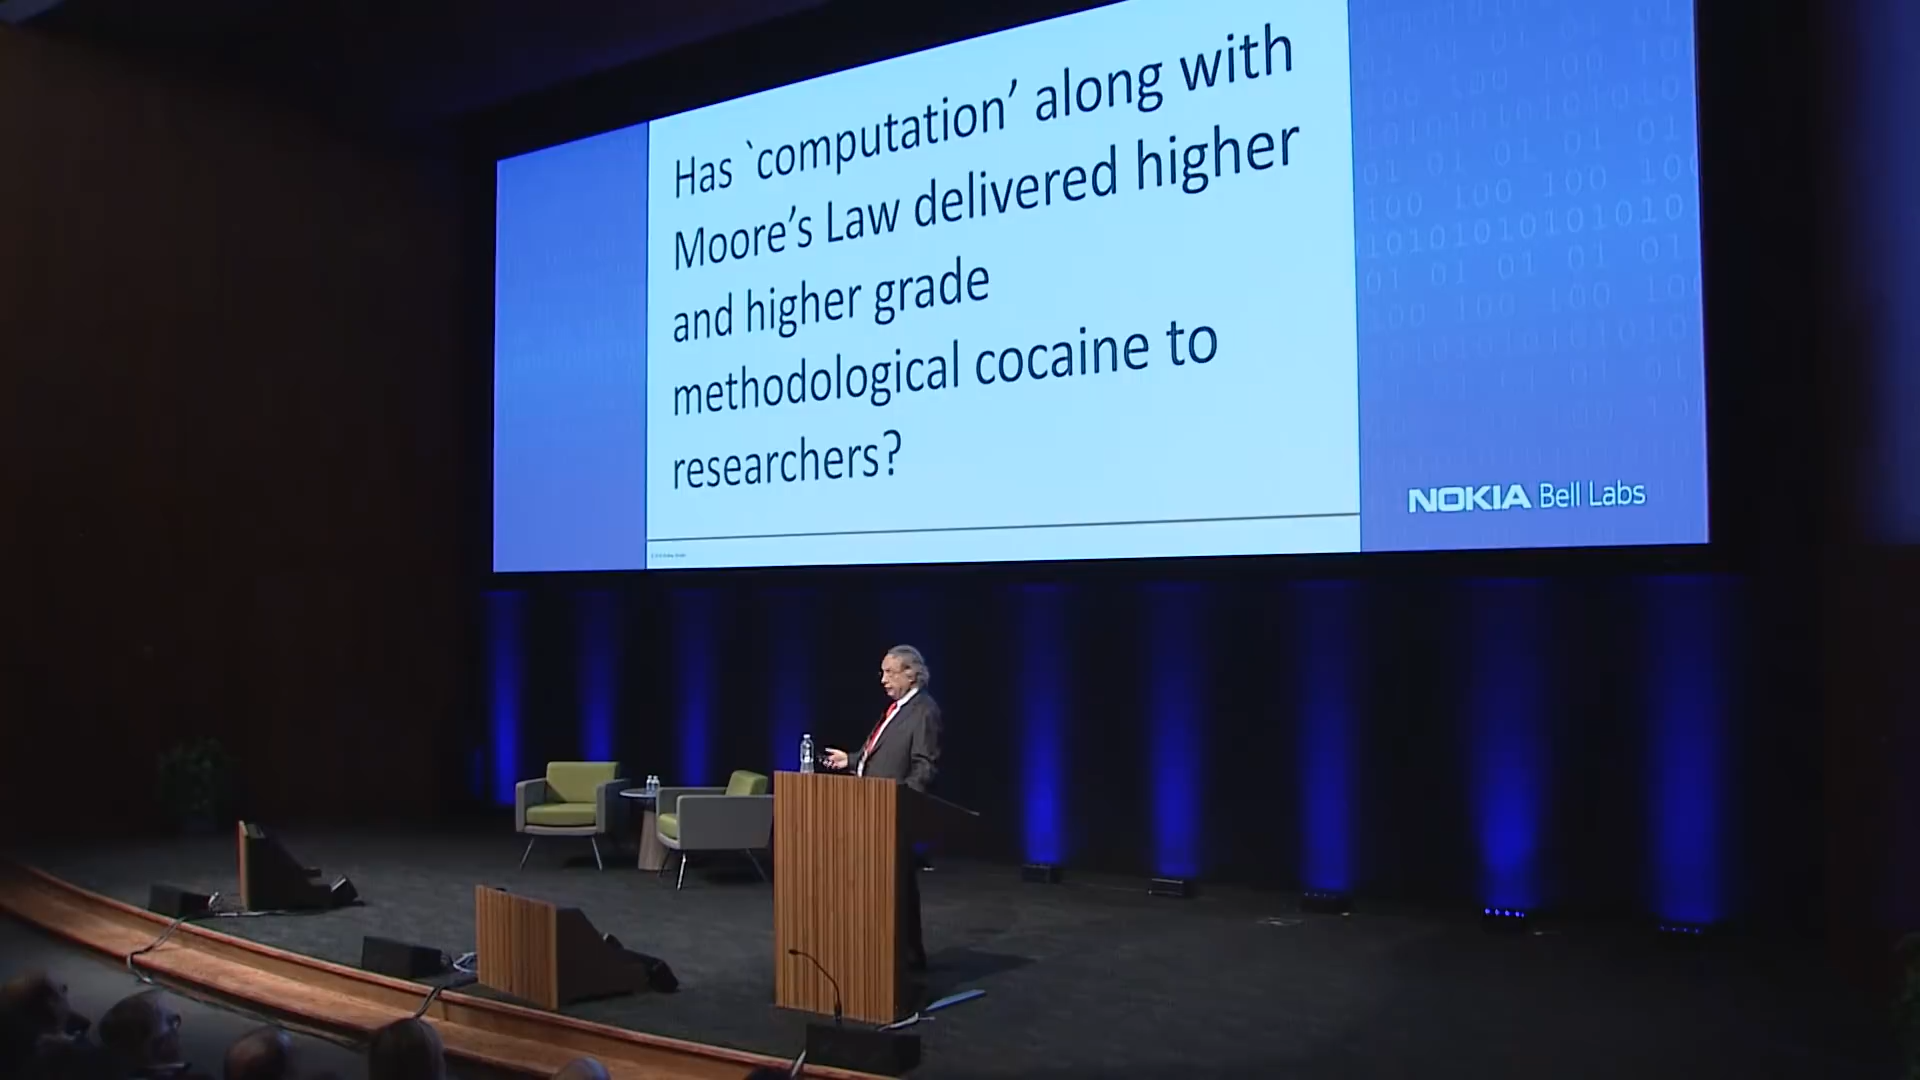 Has `computation’ along with
Moore’s Law delivered higher
and higher grade
methodological cocaine to
researchers?
NOKIA Bell Labs